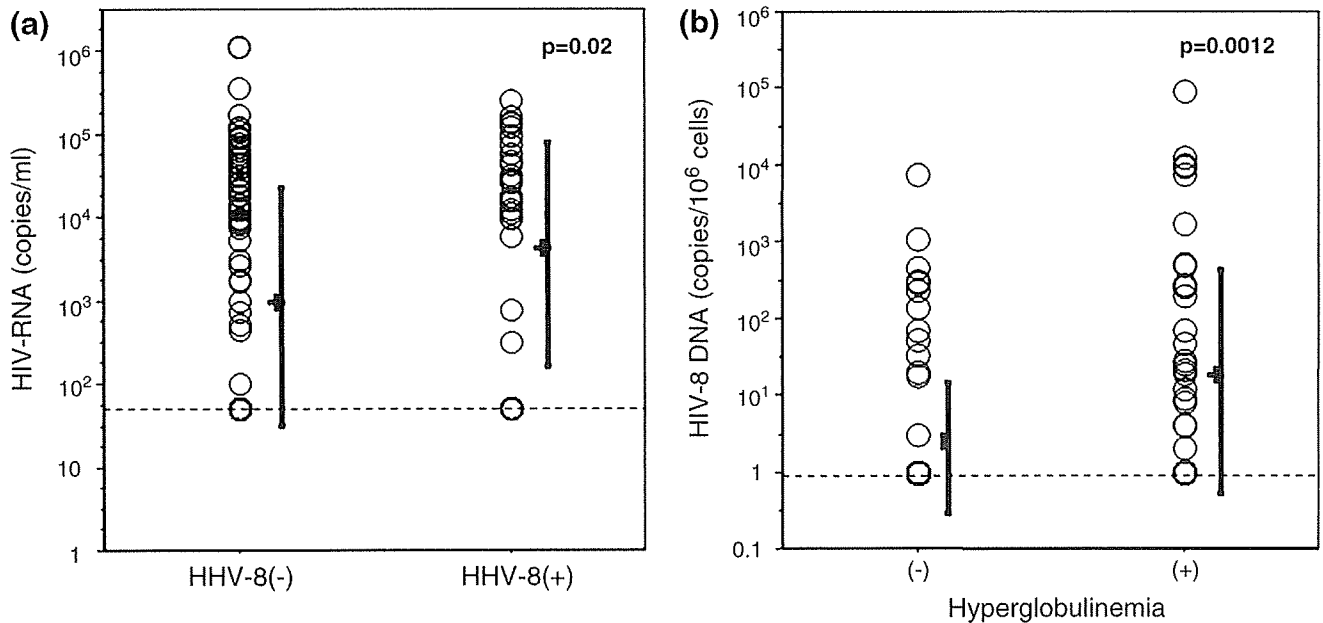 (a)
p=0.02
HIV-RNA (copies/ml)
10⁶
10⁵
10⁴
10³
10²
10
1
HHV-8(-)
HHV-8(+)
(b)
p=0.0012
HIV-8 DNA (copies/10⁶ cells)
10⁶
10⁵
10⁴
10³
10²
10¹
1
0.1
(-)
(+)
Hyperglobulinemia